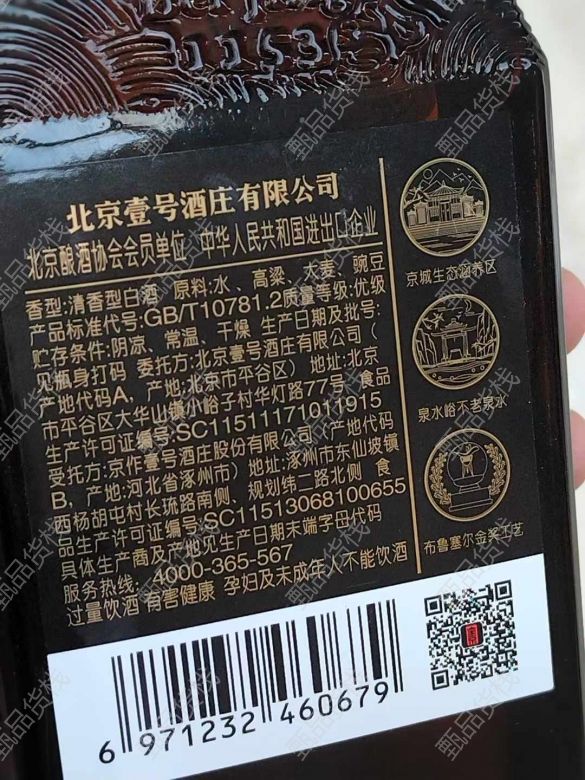 北京壹号酒庄有限公司
北京酿酒协会会员单位 中华人民共和国进出口企业
香型:清香型白酒 原料:水、高粱、大麦、豌豆
产品标准代号:GB/T10781.2质量等级:优级
贮存条件:阴凉、常温、干燥 生产日期及批号:
见瓶身打码 委托方:北京壹号酒庄有限公司(
产地代码A，产地:北京市平谷区) 地址:北京
市平谷区大华山镇小峪子村华灯路77号 食品
生产许可证编号:SC11511171011915
受托方:京作壹号酒庄股份有限公司(产地代码
B，产地:河北省涿州市) 地址:涿州市东仙坡镇
西杨胡屯村长琉路南侧、规划纬二路北侧 食
品生产许可证编号:SC11513068100655
具体生产商及产地见生产日期末端字母代码
服务热线: 4000-365-567
过量饮酒 有害健康 孕妇及未成年人不能饮酒
京城生态涵养区
泉水峪不老泉水
布鲁塞尔金奖工艺
6 971232 460679
甄品货栈